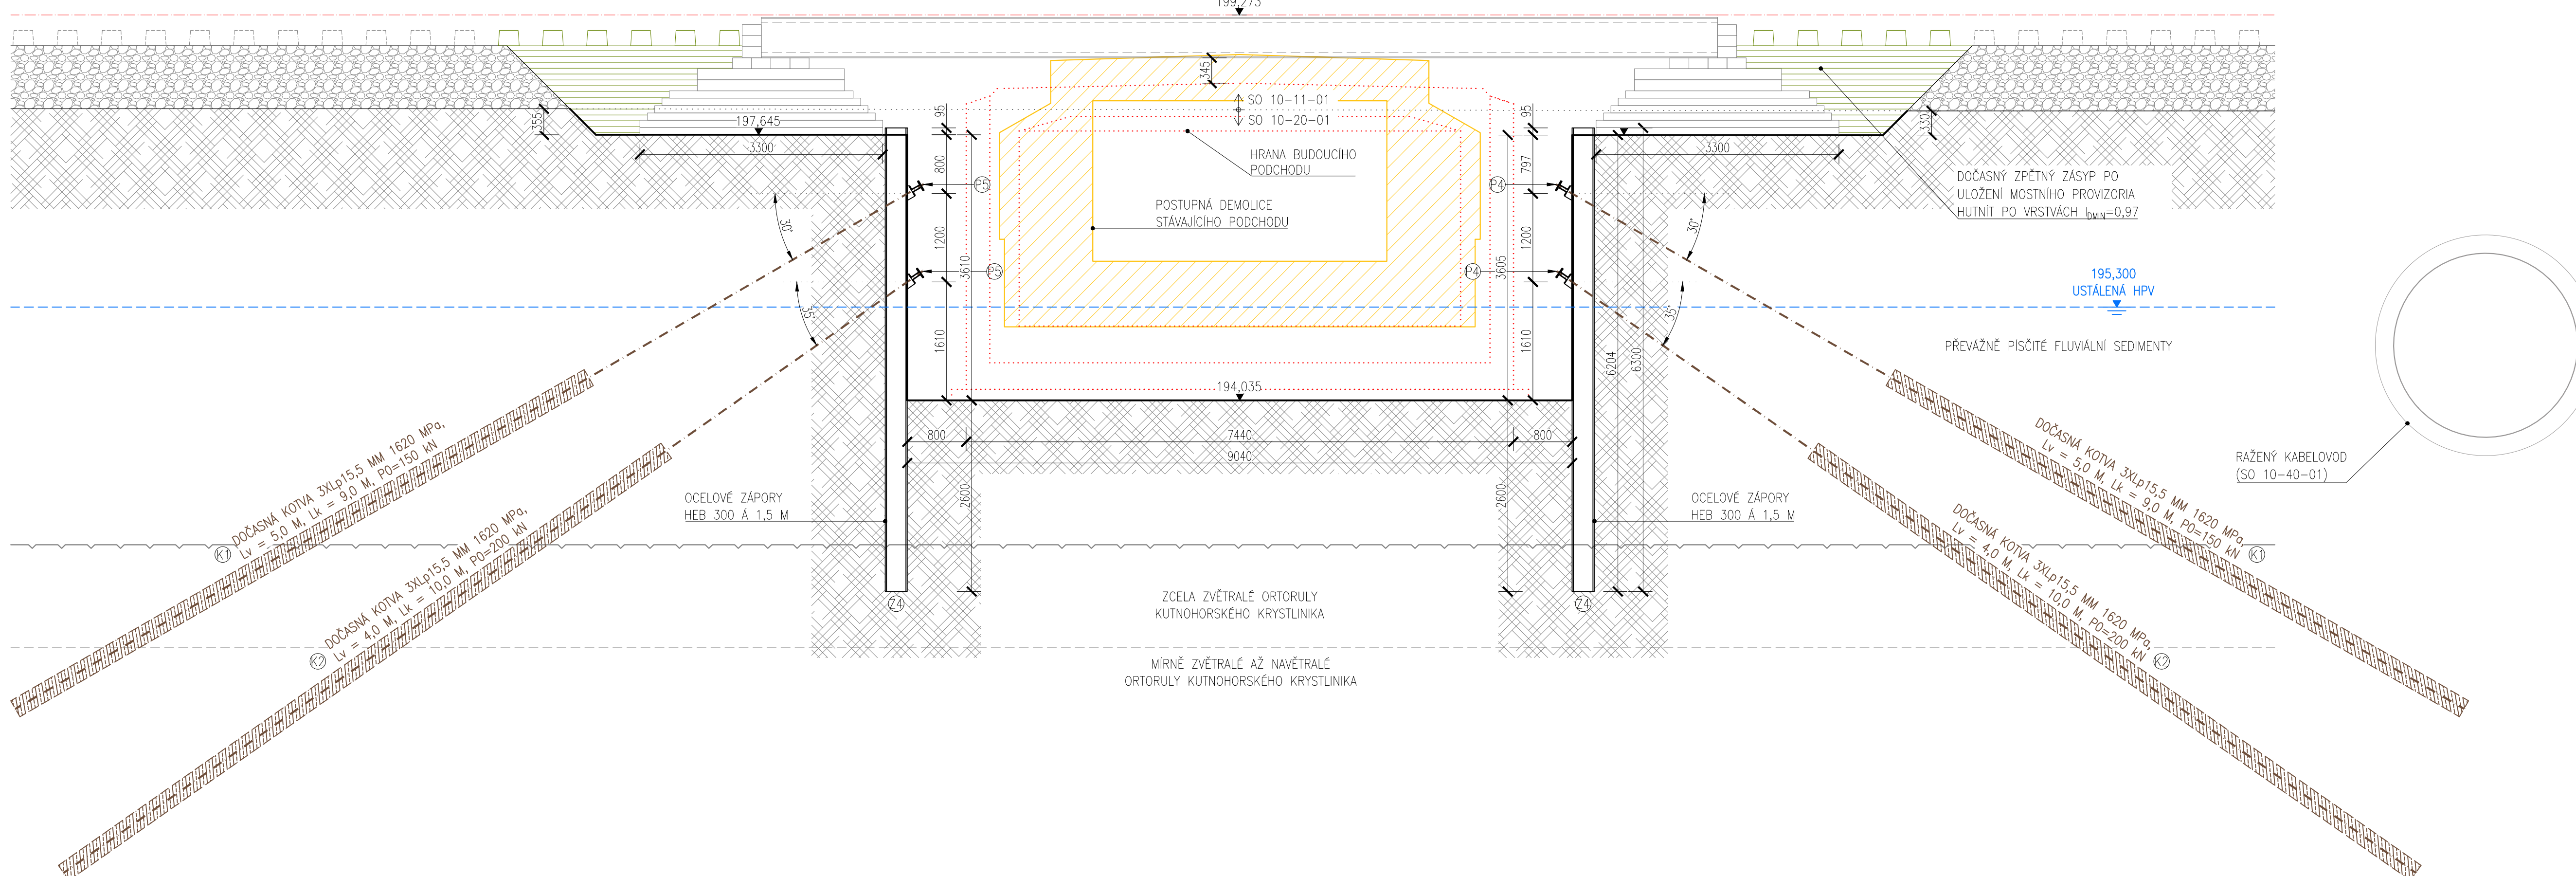 199,273
345
SO 10-11-01
SO 10-20-01
95
95
355
197,645
3300
800
797
3300
330
HRANA BUDOUCÍHO
PODCHODU
DOČASNÝ ZPĚTNÝ ZÁSYP PO
ULOŽENÍ MOSTNÍHO PROVIZORIA
HUTNÍT PO VRSTVÁCH IDMIN=0,97
P5
P4
POSTUPNÁ DEMOLICE
STÁVAJÍCÍHO PODCHODU
30°
30°
1200
3610
3605
1200
P5
P4
195,300
USTÁLENÁ HPV
35°
35°
1610
1610
6204
6300
PŘEVÁŽNĚ PÍSČITÉ FLUVIÁLNÍ SEDIMENTY
194,035
800
7440
800
9040
2600
2600
DOČASNÁ KOTVA 3XLp15,5 MM 1620 MPa,
Lv = 5,0 M, Lk = 9,0 M, P0=150 kN
K1
DOČASNÁ KOTVA 3XLp15,5 MM 1620 MPa,
Lv = 4,0 M, Lk = 10,0 M, P0=200 kN
K2
OCELOVÉ ZÁPORY
HEB 300 Á 1,5 M
OCELOVÉ ZÁPORY
HEB 300 Á 1,5 M
DOČASNÁ KOTVA 3XLp15,5 MM 1620 MPa,
Lv = 5,0 M, Lk = 9,0 M, P0=150 kN
K1
DOČASNÁ KOTVA 3XLp15,5 MM 1620 MPa,
Lv = 4,0 M, Lk = 10,0 M, P0=200 kN
K2
RAŽENÝ KABELOVOD
(SO 10-40-01)
Z4
Z4
ZCELA ZVĚTRALÉ ORTORULY
KUTNOHORSKÉHO KRYSTLINIKA
MÍRNĚ ZVĚTRALÉ AŽ NAVĚTRALÉ
ORTORULY KUTNOHORSKÉHO KRYSTLINIKA